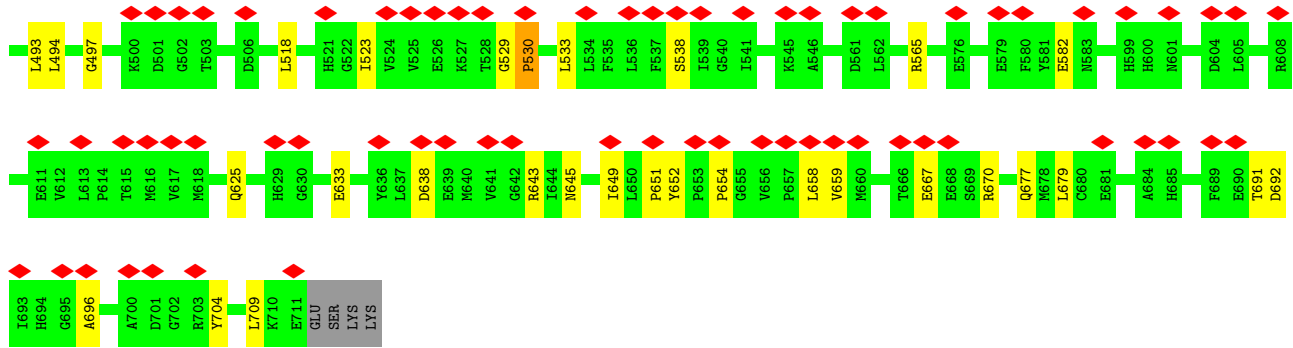 L493 L494 G497 K500 D501 G502 T503 D506 L518 H521 G522 I523 V524 V525 E526 K527 T528 G529 P530 L533 L534 F535 L536 F537 S538 I539 G540 I541 K545 A546 D561 L562 R565 E576 E579 F580 Y581 E582 N583 H599 H600 N601 D604 L605 R608
E611 V612 L613 P614 T615 M616 V617 M618 Q625 H629 G630 E633 Y636 L637 D638 E639 M640 V641 G642 R643 I644 N645 I649 L650 P651 Y652 P653 P654 G655 V656 P657 L658 V659 M660 T666 E667 E668 S669 R670 Q677 M678 L679 C680 E681 A684 H685 F689 E690 T691 D692
I693 H694 G695 A696 A700 D701 G702 R703 Y704 L709 K710 E711 GLU SER LYS LYS